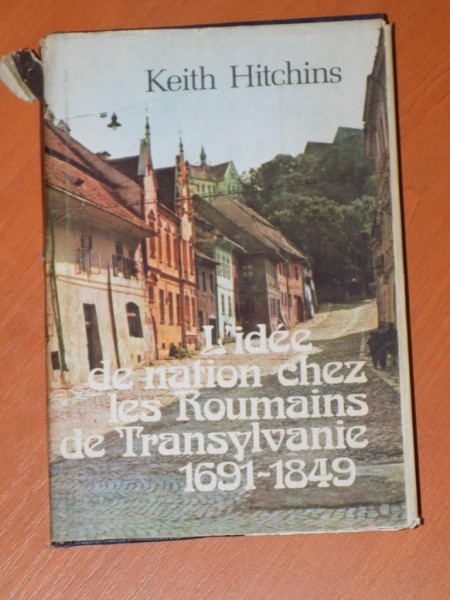 Keith Hitchins
L'idée
de nation chez
les Roumains
de Transylvanie
1691-1849